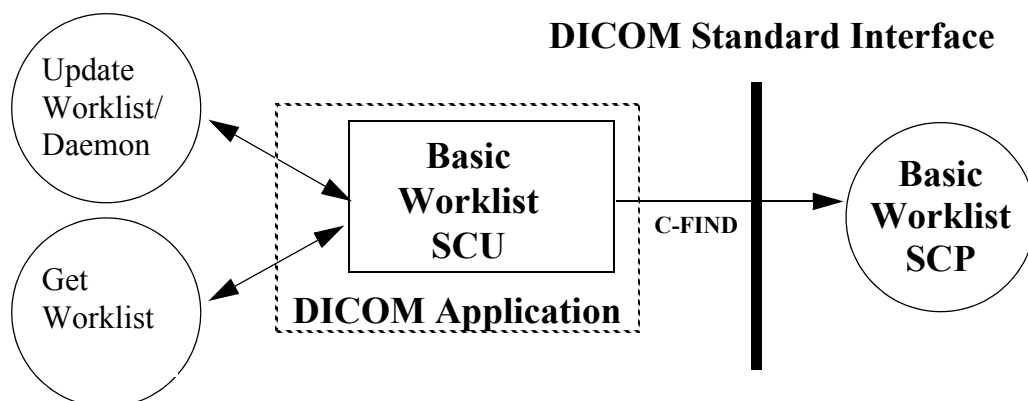 DICOM Standard Interface
Update
Worklist/
Daemon
Basic
Worklist
SCU
C-FIND
Basic
Worklist
SCP
Get
Worklist
DICOM Application